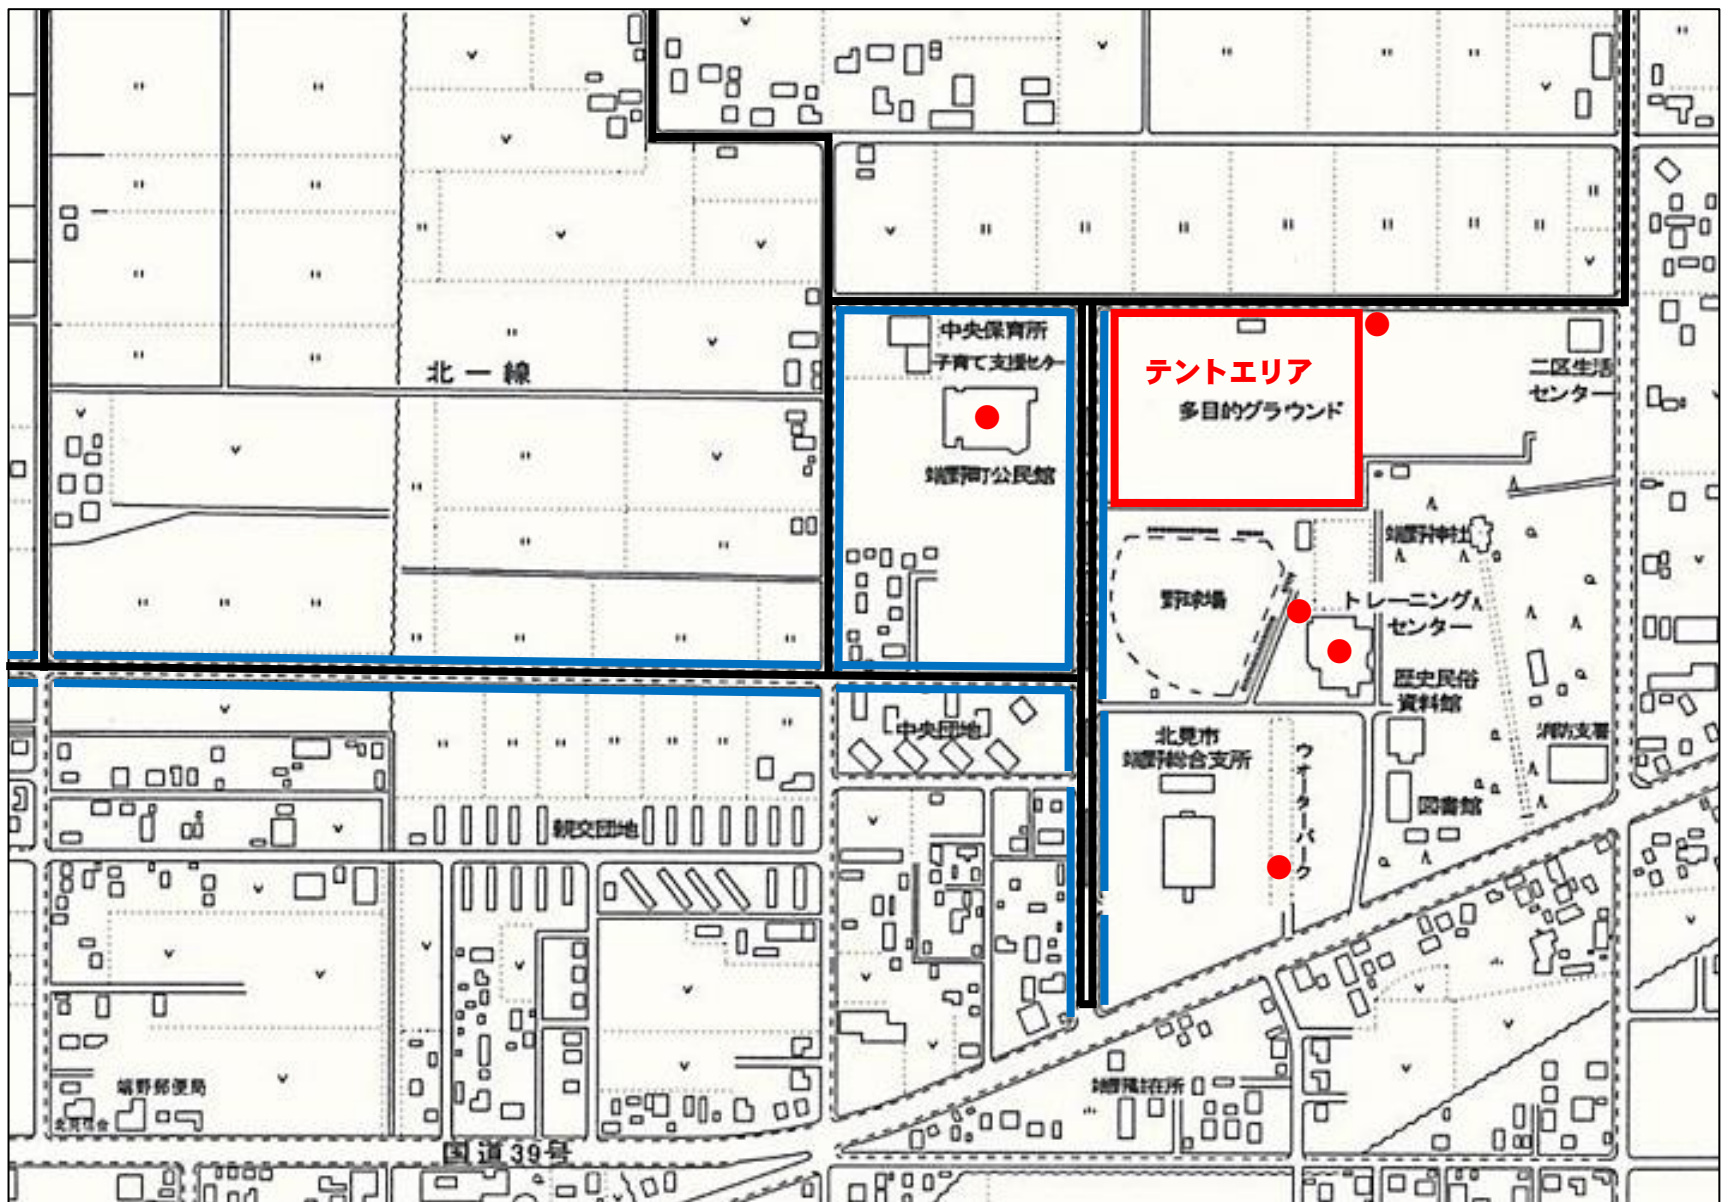 中央保育所
子育て支援センター
テントエリア
多目的グラウンド
二区生活
センター
北一線
端野町公民館
端野神社
野球場
トレーニング
センター
歴史民俗
資料館
中央団地
北見市
端野総合支所
ウォーターパーク
消防支署
図書館
親交団地
端野郵便局
端野駐在所
国道39号